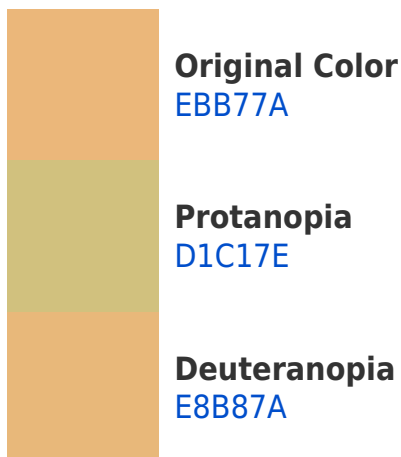 Original Color
EBB77A
Protanopia
D1C17E
Deuteranopia
E8B87A